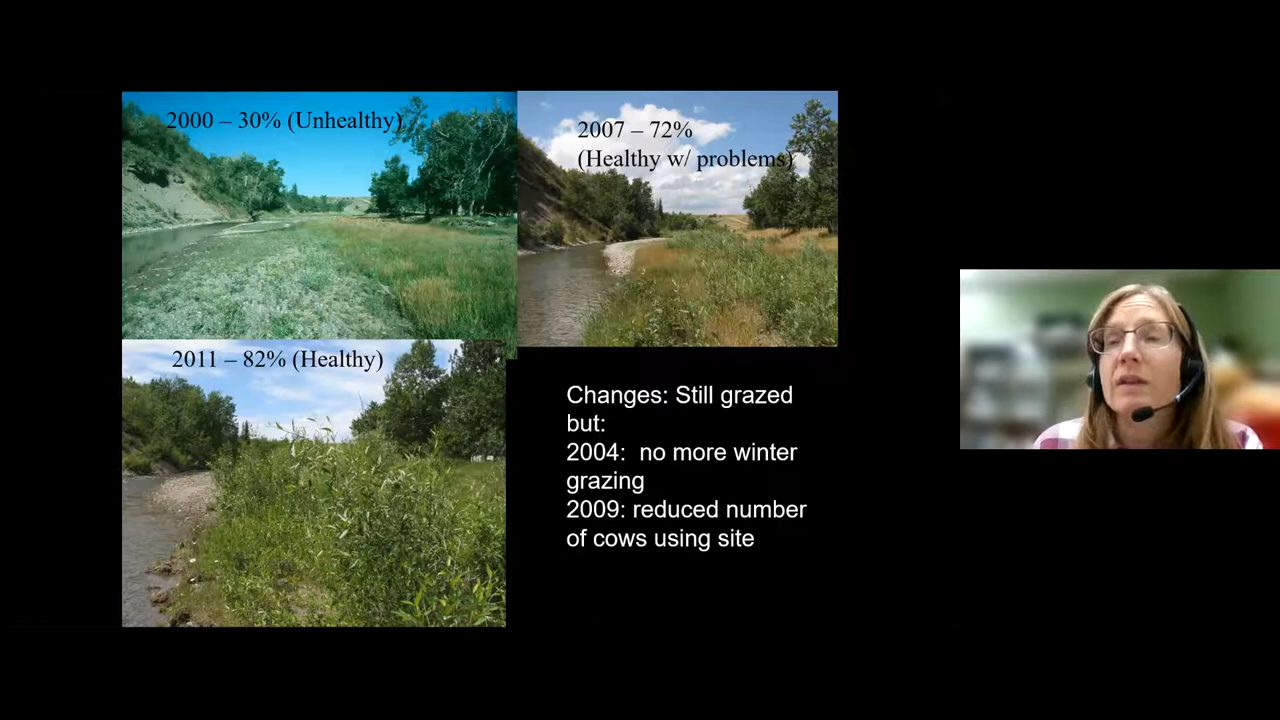 2000 – 30% (Unhealthy)
2007 – 72%
(Healthy w/ problems)
2011 – 82% (Healthy)
Changes: Still grazed
but:
2004:  no more winter
grazing
2009: reduced number
of cows using site